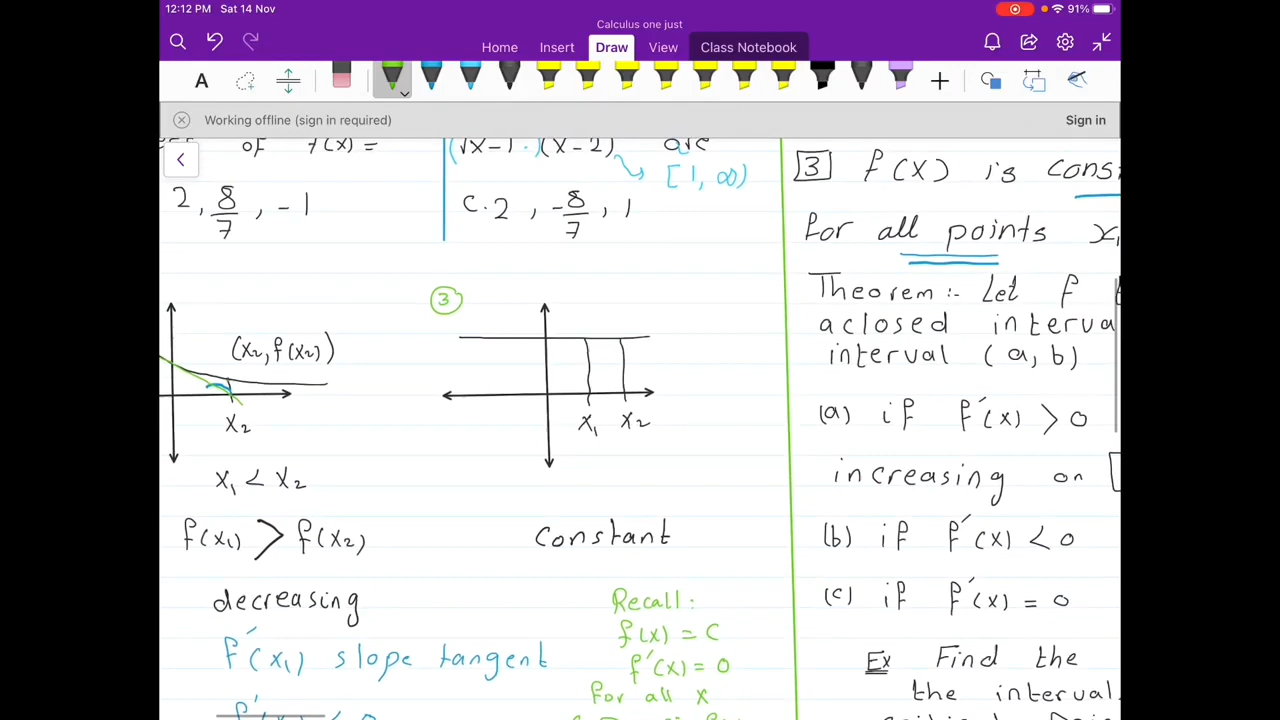 12:12 PM Sat 14 Nov
91%
Calculus one just
Home Insert Draw View Class Notebook
A
Working offline (sign in required)
Sign in
of f(x) =
2, 8/7, -1
(√x-1 ·)(x-2) are
[1, ∞)
c. 2, -8/7, 1
(x₂, f(x₂))
x₂
x₁ < x₂
f(x₁) > f(x₂)
decreasing
f′(x₁) slope tangent
3
x₁ x₂
constant
Recall:
f(x) = C
f′(x) = 0
for all x
3 f(x) is cons
for all points x₁
Theorem:- Let f
a closed interva
interval (a, b)
(a) if f′(x) > 0
increasing on [
(b) if f′(x) < 0
(c) if f′(x) = 0
Ex Find the
the interval